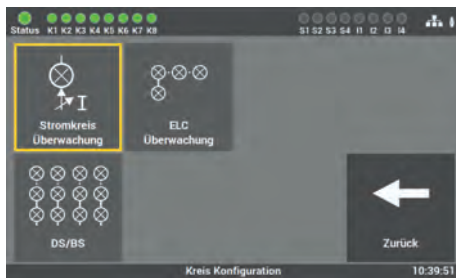 Status K1 K2 K3 K4 K5 K6 K7 K8 S1 S2 S3 S4 I1 I2 I3 I4
I
Stromkreis
Überwachung
ELC
Überwachung
DS/BS
Zurück
Kreis Konfiguration 10:39:51